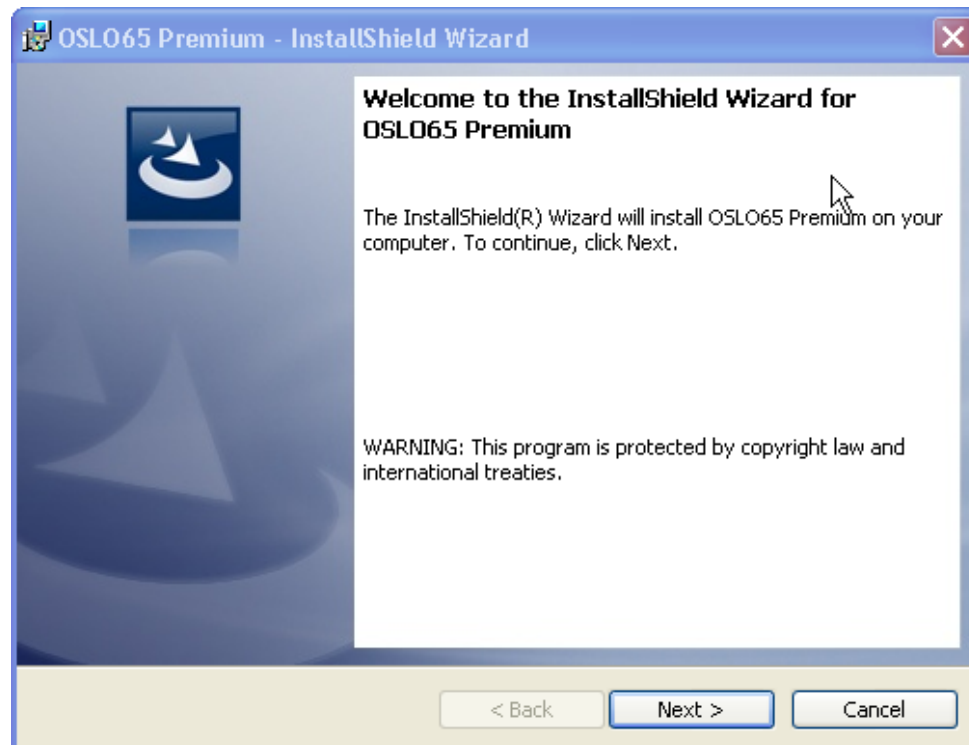 OSLO65 Premium - InstallShield Wizard
Welcome to the InstallShield Wizard for
OSLO65 Premium
The InstallShield(R) Wizard will install OSLO65 Premium on your
computer. To continue, click Next.
WARNING: This program is protected by copyright law and
international treaties.
< Back
Next >
Cancel